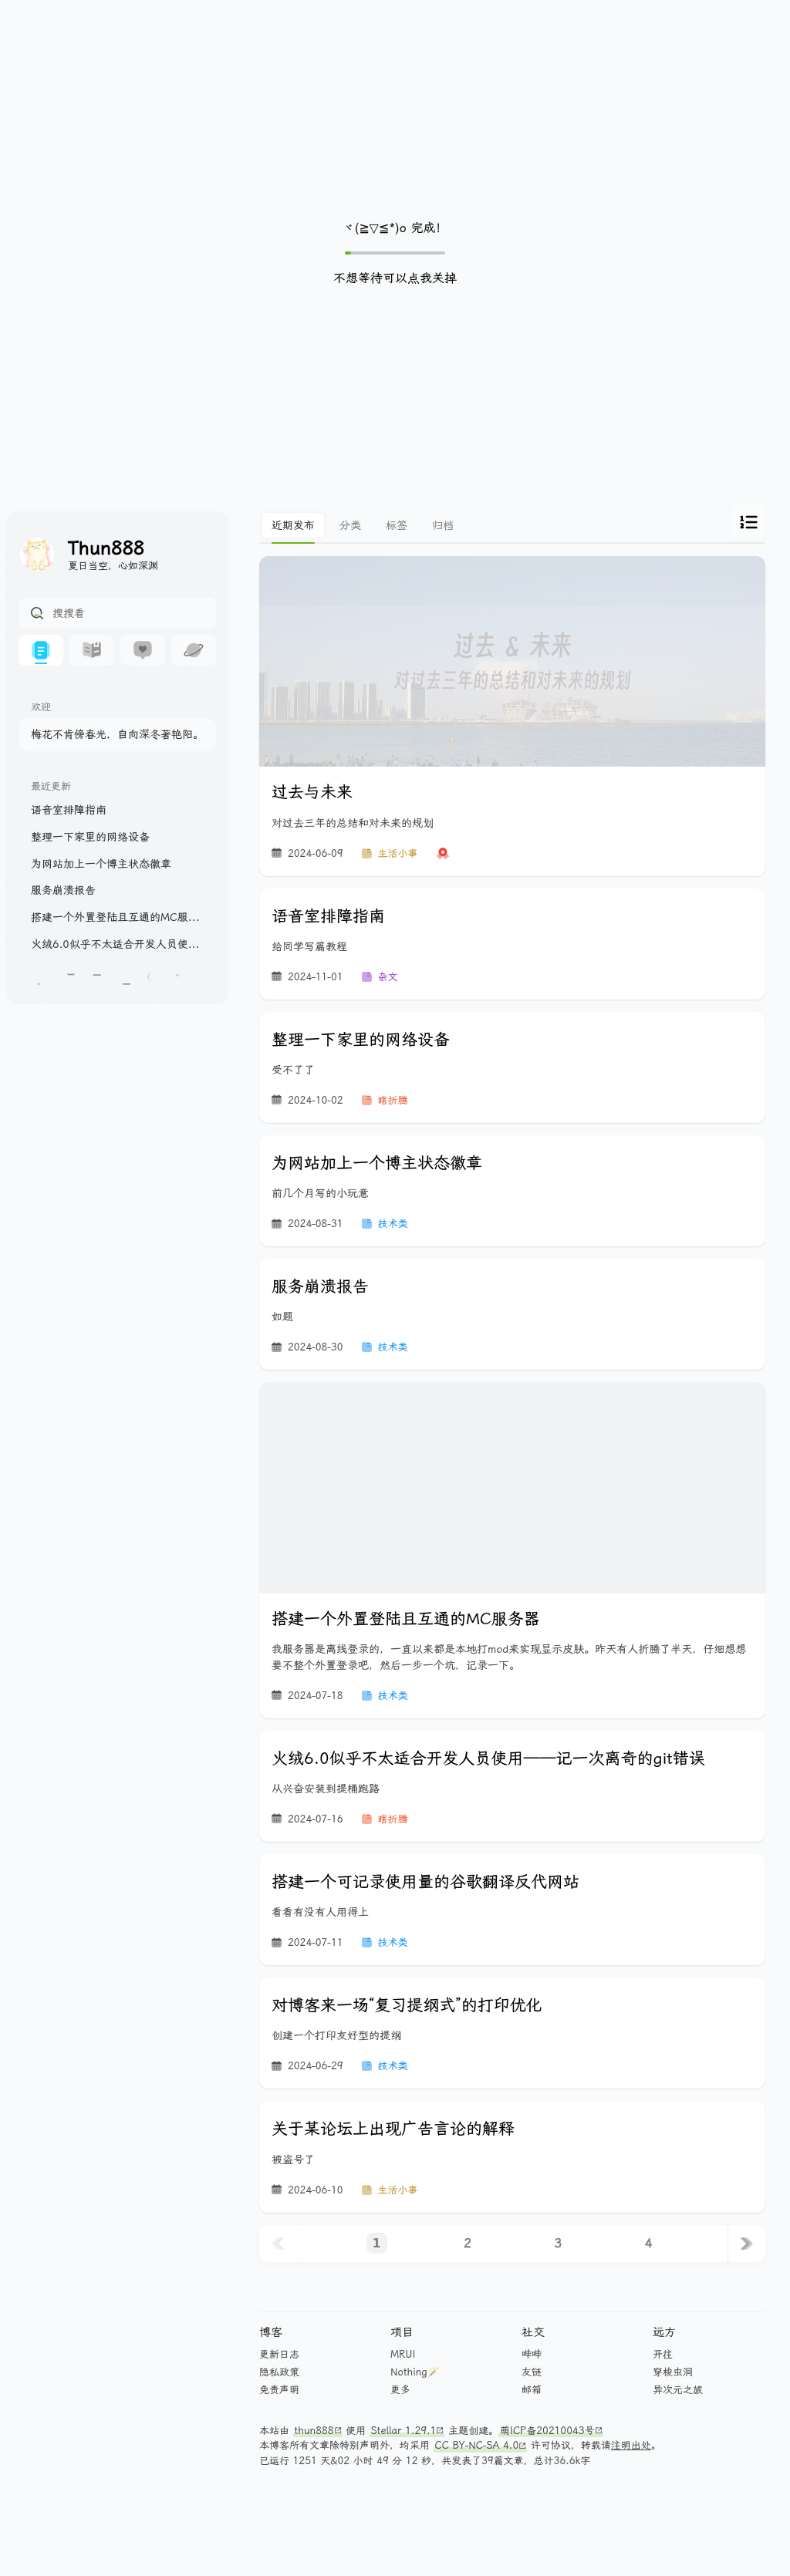 ヾ(≧▽≦*)o 完成!
不想等待可以点我关掉
Thun888
夏日当空，心如深渊
搜搜看
欢迎
梅花不肯傍春光，自向深冬著艳阳。
最近更新
语音室排障指南
整理一下家里的网络设备
为网站加上一个博主状态徽章
服务崩溃报告
搭建一个外置登陆且互通的MC服...
火绒6.0似乎不太适合开发人员使...
近期发布
分类
标签
归档
过去 & 未来
对过去三年的总结和对未来的规划
过去与未来
对过去三年的总结和对未来的规划
2024-06-09 生活小事
语音室排障指南
给同学写篇教程
2024-11-01 杂文
整理一下家里的网络设备
受不了了
2024-10-02 瞎折腾
为网站加上一个博主状态徽章
前几个月写的小玩意
2024-08-31 技术类
服务崩溃报告
如题
2024-08-30 技术类
搭建一个外置登陆且互通的MC服务器
我服务器是离线登录的，一直以来都是本地打mod来实现显示皮肤。昨天有人折腾了半天，仔细想想
要不整个外置登录吧，然后一步一个坑，记录一下。
2024-07-18 技术类
火绒6.0似乎不太适合开发人员使用——记一次离奇的git错误
从兴奋安装到提桶跑路
2024-07-16 瞎折腾
搭建一个可记录使用量的谷歌翻译反代网站
看看有没有人用得上
2024-07-11 技术类
对博客来一场“复习提纲式”的打印优化
创建一个打印友好型的提纲
2024-06-29 技术类
关于某论坛上出现广告言论的解释
被盗号了
2024-06-10 生活小事
1 2 3 4
博客
更新日志
隐私政策
免责声明
项目
MRUI
Nothing🪄
更多
社交
哔哔
友链
邮箱
远方
开往
穿梭虫洞
异次元之旅
本站由 thun888 使用 Stellar 1.29.1 主题创建。萌ICP备20210043号
本博客所有文章除特别声明外，均采用 CC BY-NC-SA 4.0 许可协议，转载请注明出处。
已运行 1251 天&02 小时 49 分 12 秒，共发表了39篇文章，总计36.6k字